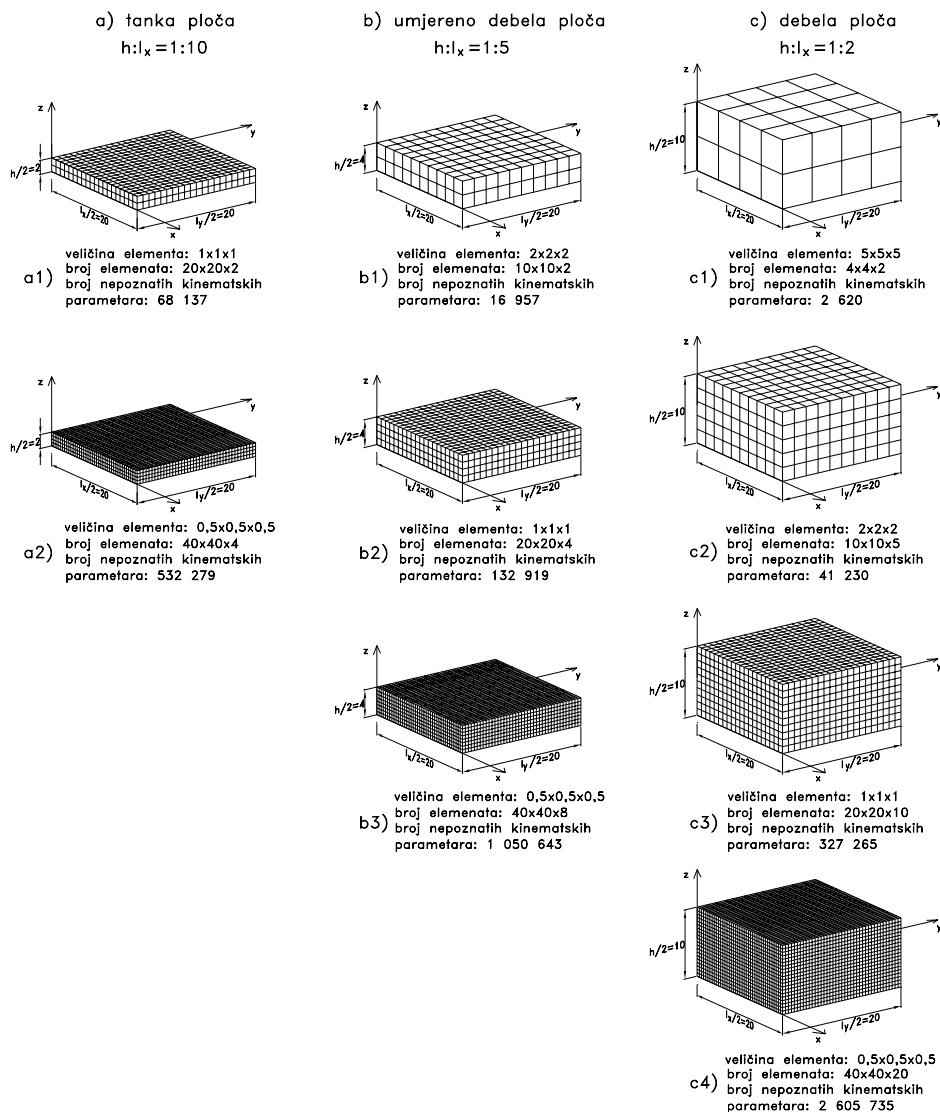 a) tanka ploča
h:lx=1:10
b) umjereno debela ploča
h:lx=1:5
c) debela ploča
h:lx=1:2
z
y
h/2=2
lx/2=20
ly/2=20
x
a1)
veličina elementa: 1x1x1
broj elemenata: 20x20x2
broj nepoznatih kinematskih
parametara: 68 137
z
y
h/2=4
lx/2=20
ly/2=20
x
b1)
veličina elementa: 2x2x2
broj elemenata: 10x10x2
broj nepoznatih kinematskih
parametara: 16 957
z
y
h/2=10
lx/2=20
ly/2=20
x
c1)
veličina elementa: 5x5x5
broj elemenata: 4x4x2
broj nepoznatih kinematskih
parametara: 2 620
z
y
h/2=2
lx/2=20
ly/2=20
x
a2)
veličina elementa: 0,5x0,5x0,5
broj elemenata: 40x40x4
broj nepoznatih kinematskih
parametara: 532 279
z
y
h/2=4
lx/2=20
ly/2=20
x
b2)
veličina elementa: 1x1x1
broj elemenata: 20x20x4
broj nepoznatih kinematskih
parametara: 132 919
z
y
h/2=10
lx/2=20
ly/2=20
x
c2)
veličina elementa: 2x2x2
broj elemenata: 10x10x5
broj nepoznatih kinematskih
parametara: 41 230
z
y
h/2=4
lx/2=20
ly/2=20
x
b3)
veličina elementa: 0,5x0,5x0,5
broj elemenata: 40x40x8
broj nepoznatih kinematskih
parametara: 1 050 643
z
y
h/2=10
lx/2=20
ly/2=20
x
c3)
veličina elementa: 1x1x1
broj elemenata: 20x20x10
broj nepoznatih kinematskih
parametara: 327 265
z
y
h/2=10
lx/2=20
ly/2=20
x
c4)
veličina elementa: 0,5x0,5x0,5
broj elemenata: 40x40x20
broj nepoznatih kinematskih
parametara: 2 605 735